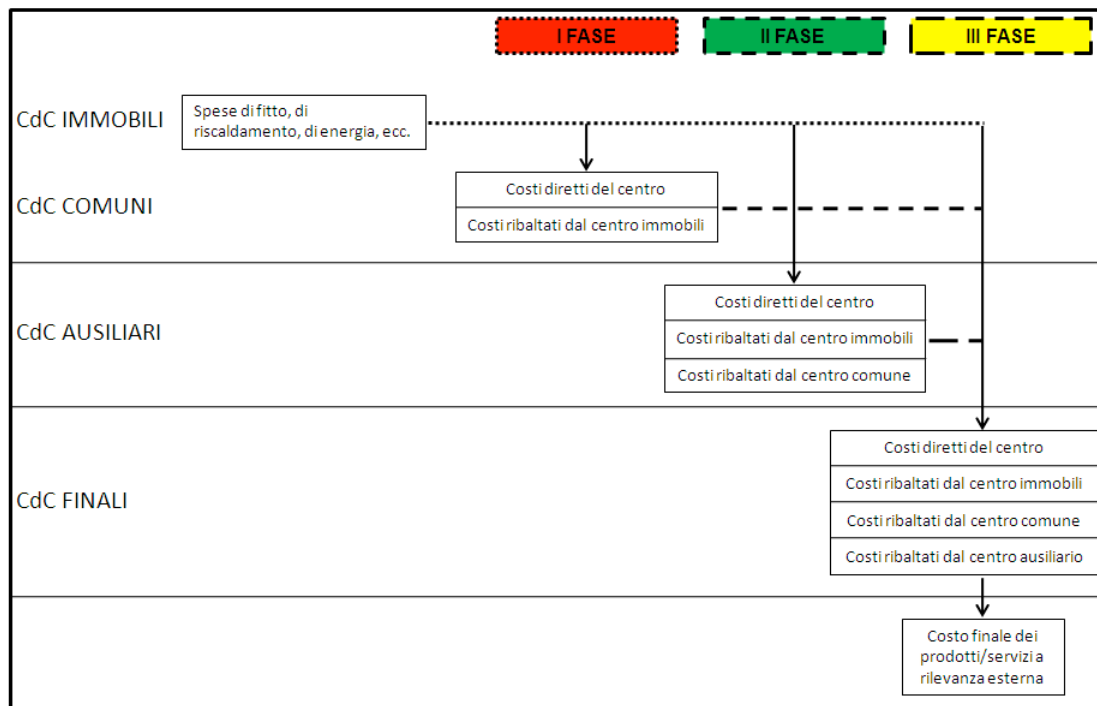 I FASE
II FASE
III FASE
CdC IMMOBILI
Spese di fitto, di
riscaldamento, di energia, ecc.
CdC COMUNI
Costi diretti del centro
Costi ribaltati dal centro immobili
CdC AUSILIARI
Costi diretti del centro
Costi ribaltati dal centro immobili
Costi ribaltati dal centro comune
CdC FINALI
Costi diretti del centro
Costi ribaltati dal centro immobili
Costi ribaltati dal centro comune
Costi ribaltati dal centro ausiliario
Costo finale dei
prodotti/servizi a
rilevanza esterna